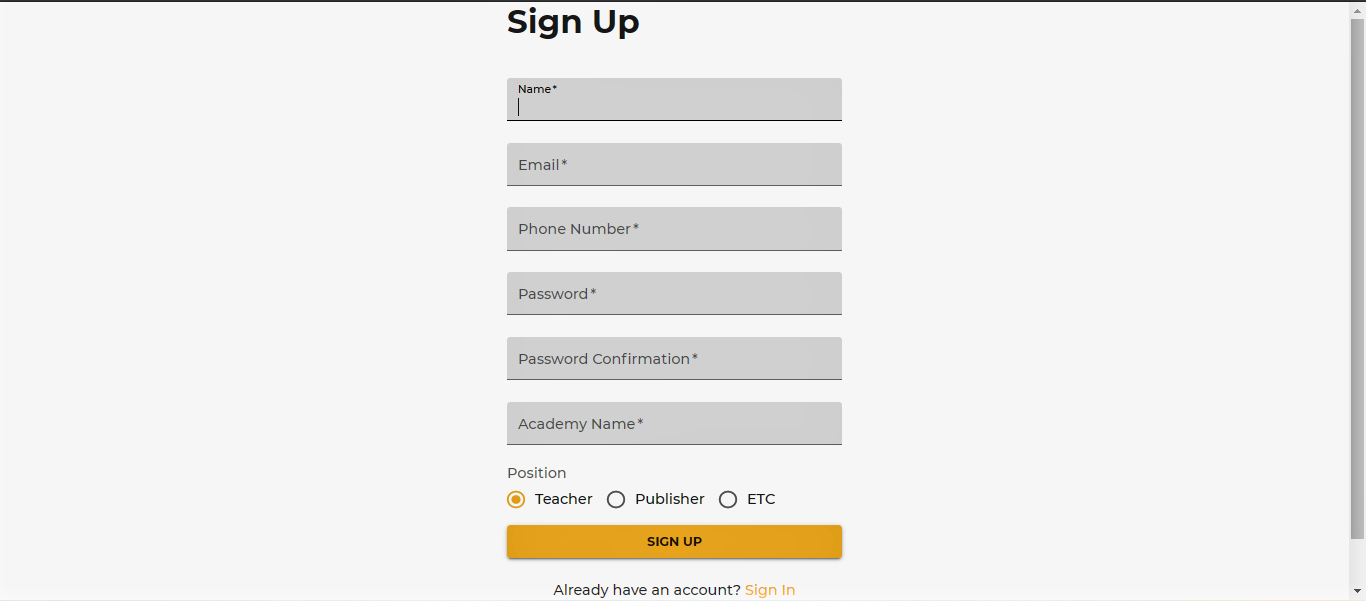 Sign Up
Name*
Email*
Phone Number*
Password*
Password Confirmation*
Academy Name*
Position
Teacher Publisher ETC
SIGN UP
Already have an account? Sign In